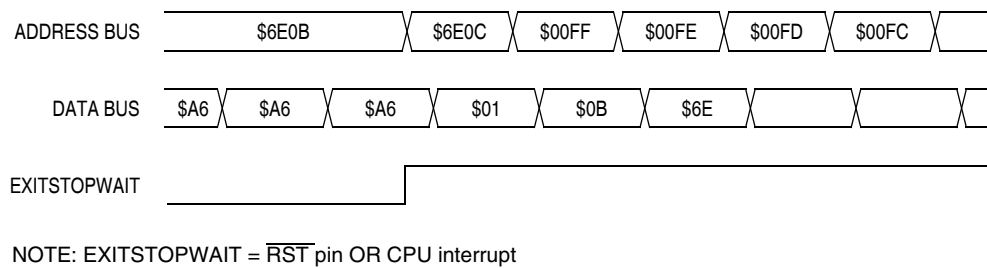 ADDRESS BUS $6E0B $6E0C $00FF $00FE $00FD $00FC
DATA BUS $A6 $A6 $A6 $01 $0B $6E
EXITSTOPWAIT
NOTE: EXITSTOPWAIT = RST pin OR CPU interrupt